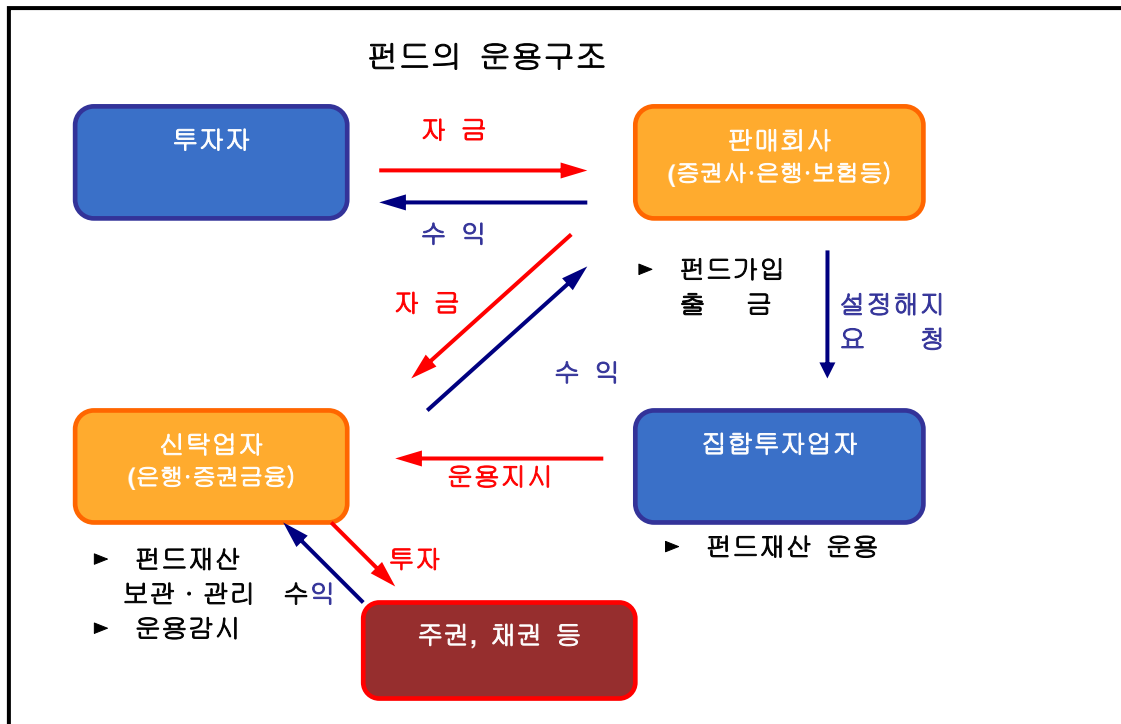 펀드의 운용구조
투자자
자 금
판매회사
(증권사·은행·보험등)
수 익
► 펀드가입
출 금
설정해지
요 청
자 금
수 익
신탁업자
(은행·증권금융)
운용지시
집합투자업자
► 펀드재산 운용
► 펀드재산
보관 · 관리
► 운용감시
투자
수익
주권, 채권 등